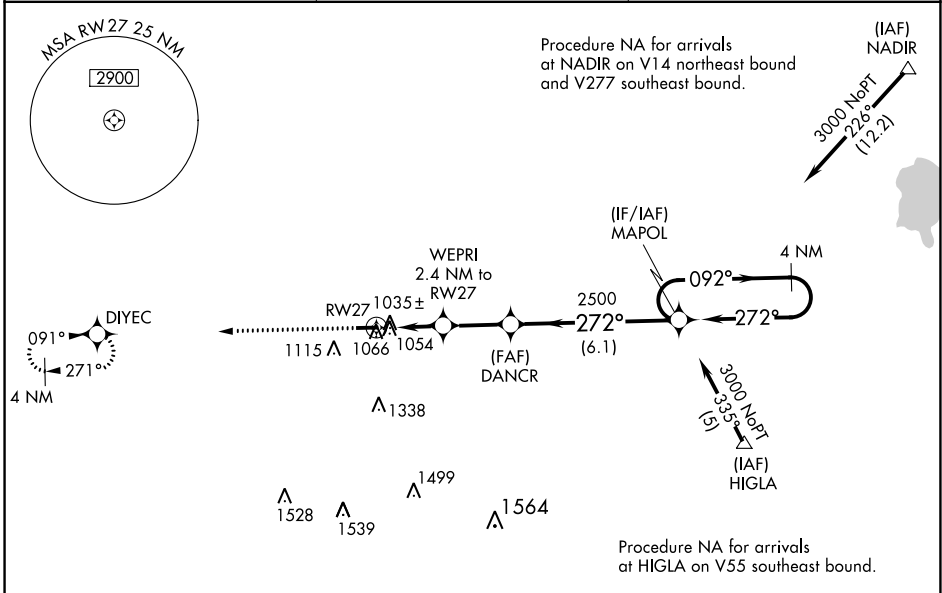 MSA RW27 25 NM
2900
Procedure NA for arrivals
at NADIR on V14 northeast bound
and V277 southeast bound.
(IAF)
NADIR
3000 NoPT
226°
(12.2)
(IF/IAF)
MAPOL
4 NM
092°
272°
WEPRI
2.4 NM to
RW27
2500
272°
(6.1)
RW27
1035±
1066
1054
1115
DIYEC
091°
271°
4 NM
(FAF)
DANCR
3000 NoPT
335°
(5)
(IAF)
HIGLA
1338
1499
1528
1539
1564
Procedure NA for arrivals
at HIGLA on V55 southeast bound.